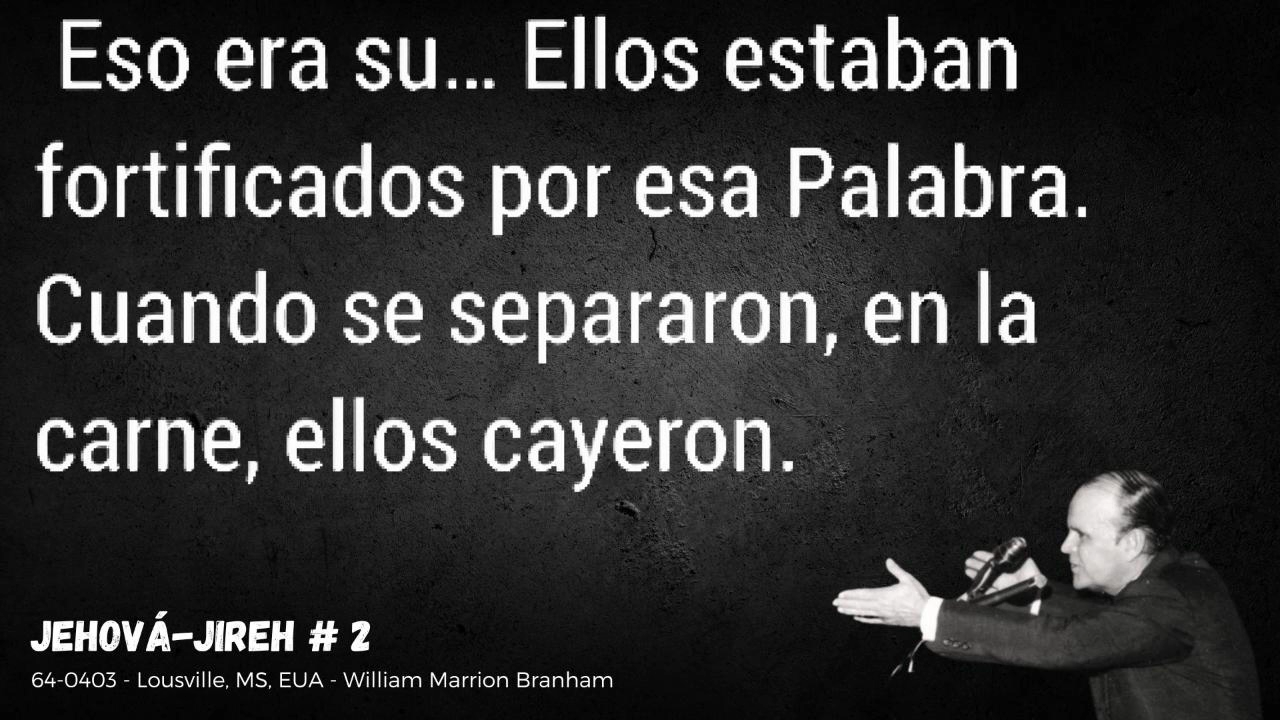 Eso era su... Ellos estaban
fortificados por esa Palabra.
Cuando se separaron, en la
carne, ellos cayeron.
JEHOVÁ-JIREH # 2
64-0403 - Lousville, MS, EUA - William Marrion Branham